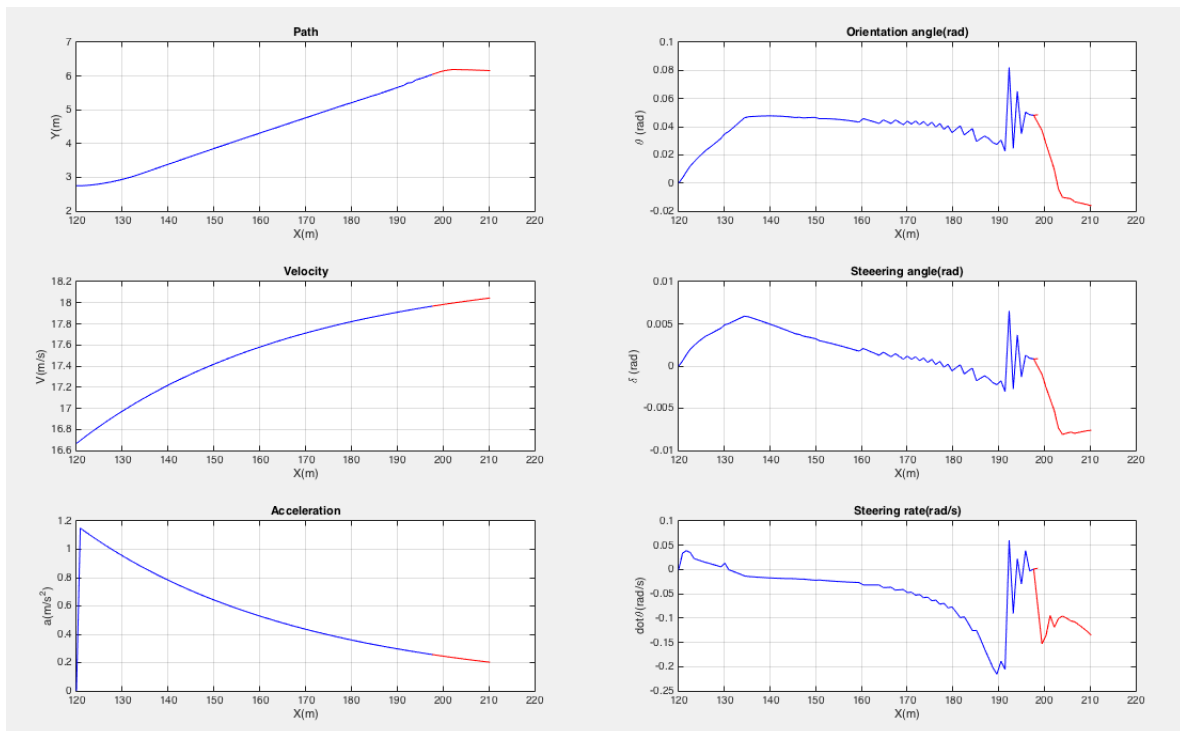 Path
7
6
5
4
3
2
Y(m)
120 130 140 150 160 170 180 190 200 210 220
X(m)
Orientation angle(rad)
0.1
0.08
0.06
0.04
0.02
0
-0.02
θ (rad)
120 130 140 150 160 170 180 190 200 210 220
X(m)
Velocity
18.2
18
17.8
17.6
17.4
17.2
17
16.8
16.6
V(m/s)
120 130 140 150 160 170 180 190 200 210 220
X(m)
Steeering angle(rad)
0.01
0.005
0
-0.005
-0.01
δ (rad)
120 130 140 150 160 170 180 190 200 210 220
X(m)
Acceleration
1.2
1
0.8
0.6
0.4
0.2
0
a(m/s²)
120 130 140 150 160 170 180 190 200 210 220
X(m)
Steering rate(rad/s)
0.1
0.05
0
-0.05
-0.1
-0.15
-0.2
-0.25
dotθ(rad/s)
120 130 140 150 160 170 180 190 200 210 220
X(m)